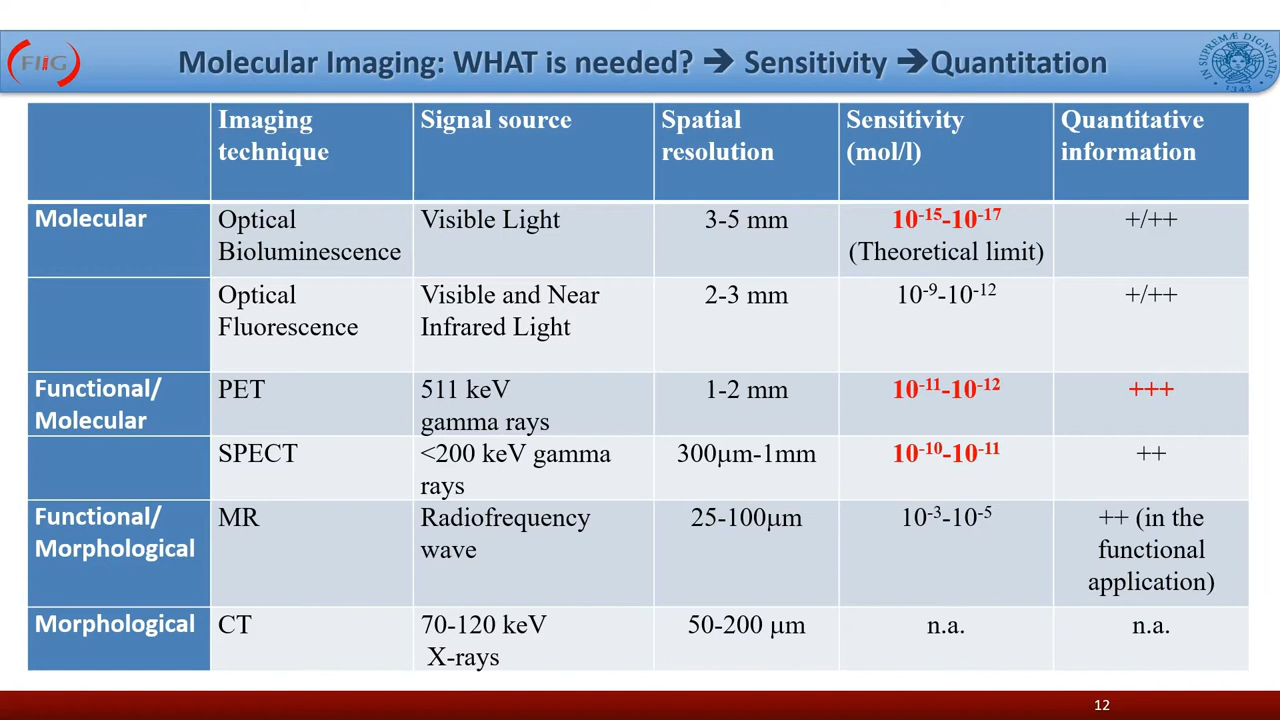 FIIG
Molecular Imaging: WHAT is needed? ➔ Sensitivity ➔Quantitation
IN SUPREMÆ DIGNITATIS
1343
Imaging technique
Signal source
Spatial resolution
Sensitivity (mol/l)
Quantitative information
Molecular
Optical Bioluminescence
Visible Light
3-5 mm
10⁻¹⁵-10⁻¹⁷ (Theoretical limit)
+/++
Optical Fluorescence
Visible and Near Infrared Light
2-3 mm
10⁻⁹-10⁻¹²
+/++
Functional/ Molecular
PET
511 keV gamma rays
1-2 mm
10⁻¹¹-10⁻¹²
+++
SPECT
<200 keV gamma rays
300μm-1mm
10⁻¹⁰-10⁻¹¹
++
Functional/ Morphological
MR
Radiofrequency wave
25-100μm
10⁻³-10⁻⁵
++ (in the functional application)
Morphological
CT
70-120 keV X-rays
50-200 μm
n.a.
n.a.
12